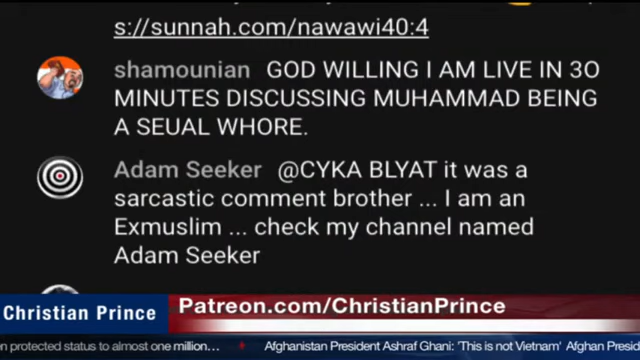 s://sunnah.com/nawawi40:4
shamounian GOD WILLING I AM LIVE IN 30
MINUTES DISCUSSING MUHAMMAD BEING
A SEUAL WHORE.
Adam Seeker @CYKA BLYAT it was a
sarcastic comment brother ... I am an
Exmuslim ... check my channel named
Adam Seeker
Christian Prince
Patreon.com/ChristianPrince
protected status to almost one million... Afghanistan President Ashraf Ghani: 'This is not Vietnam' Afghan